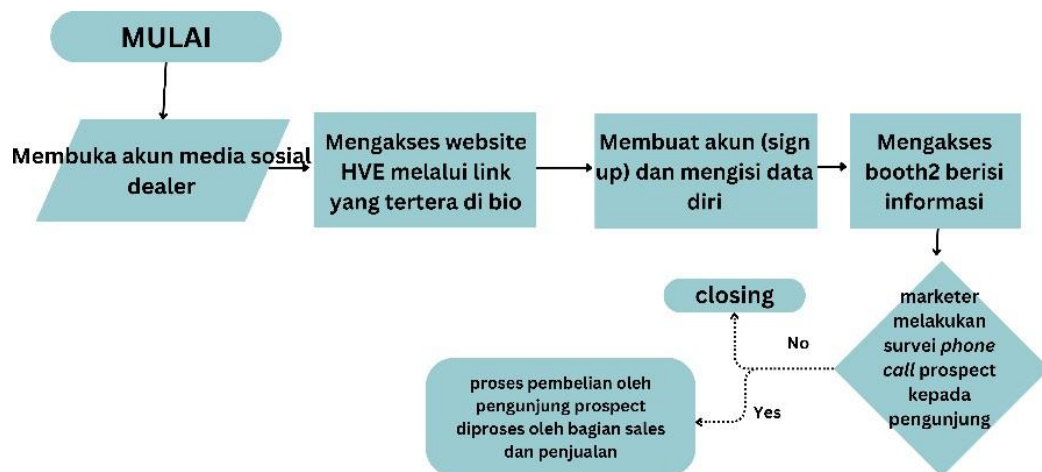 MULAI
Membuka akun media sosial
dealer
Mengakses website
HVE melalui link
yang tertera di bio
Membuat akun (sign
up) dan mengisi data
diri
Mengakses
booth2 berisi
informasi
marketer
melakukan
survei phone
call prospect
kepada
pengunjung
No
closing
Yes
proses pembelian oleh
pengunjung prospect
diproses oleh bagian sales
dan penjualan